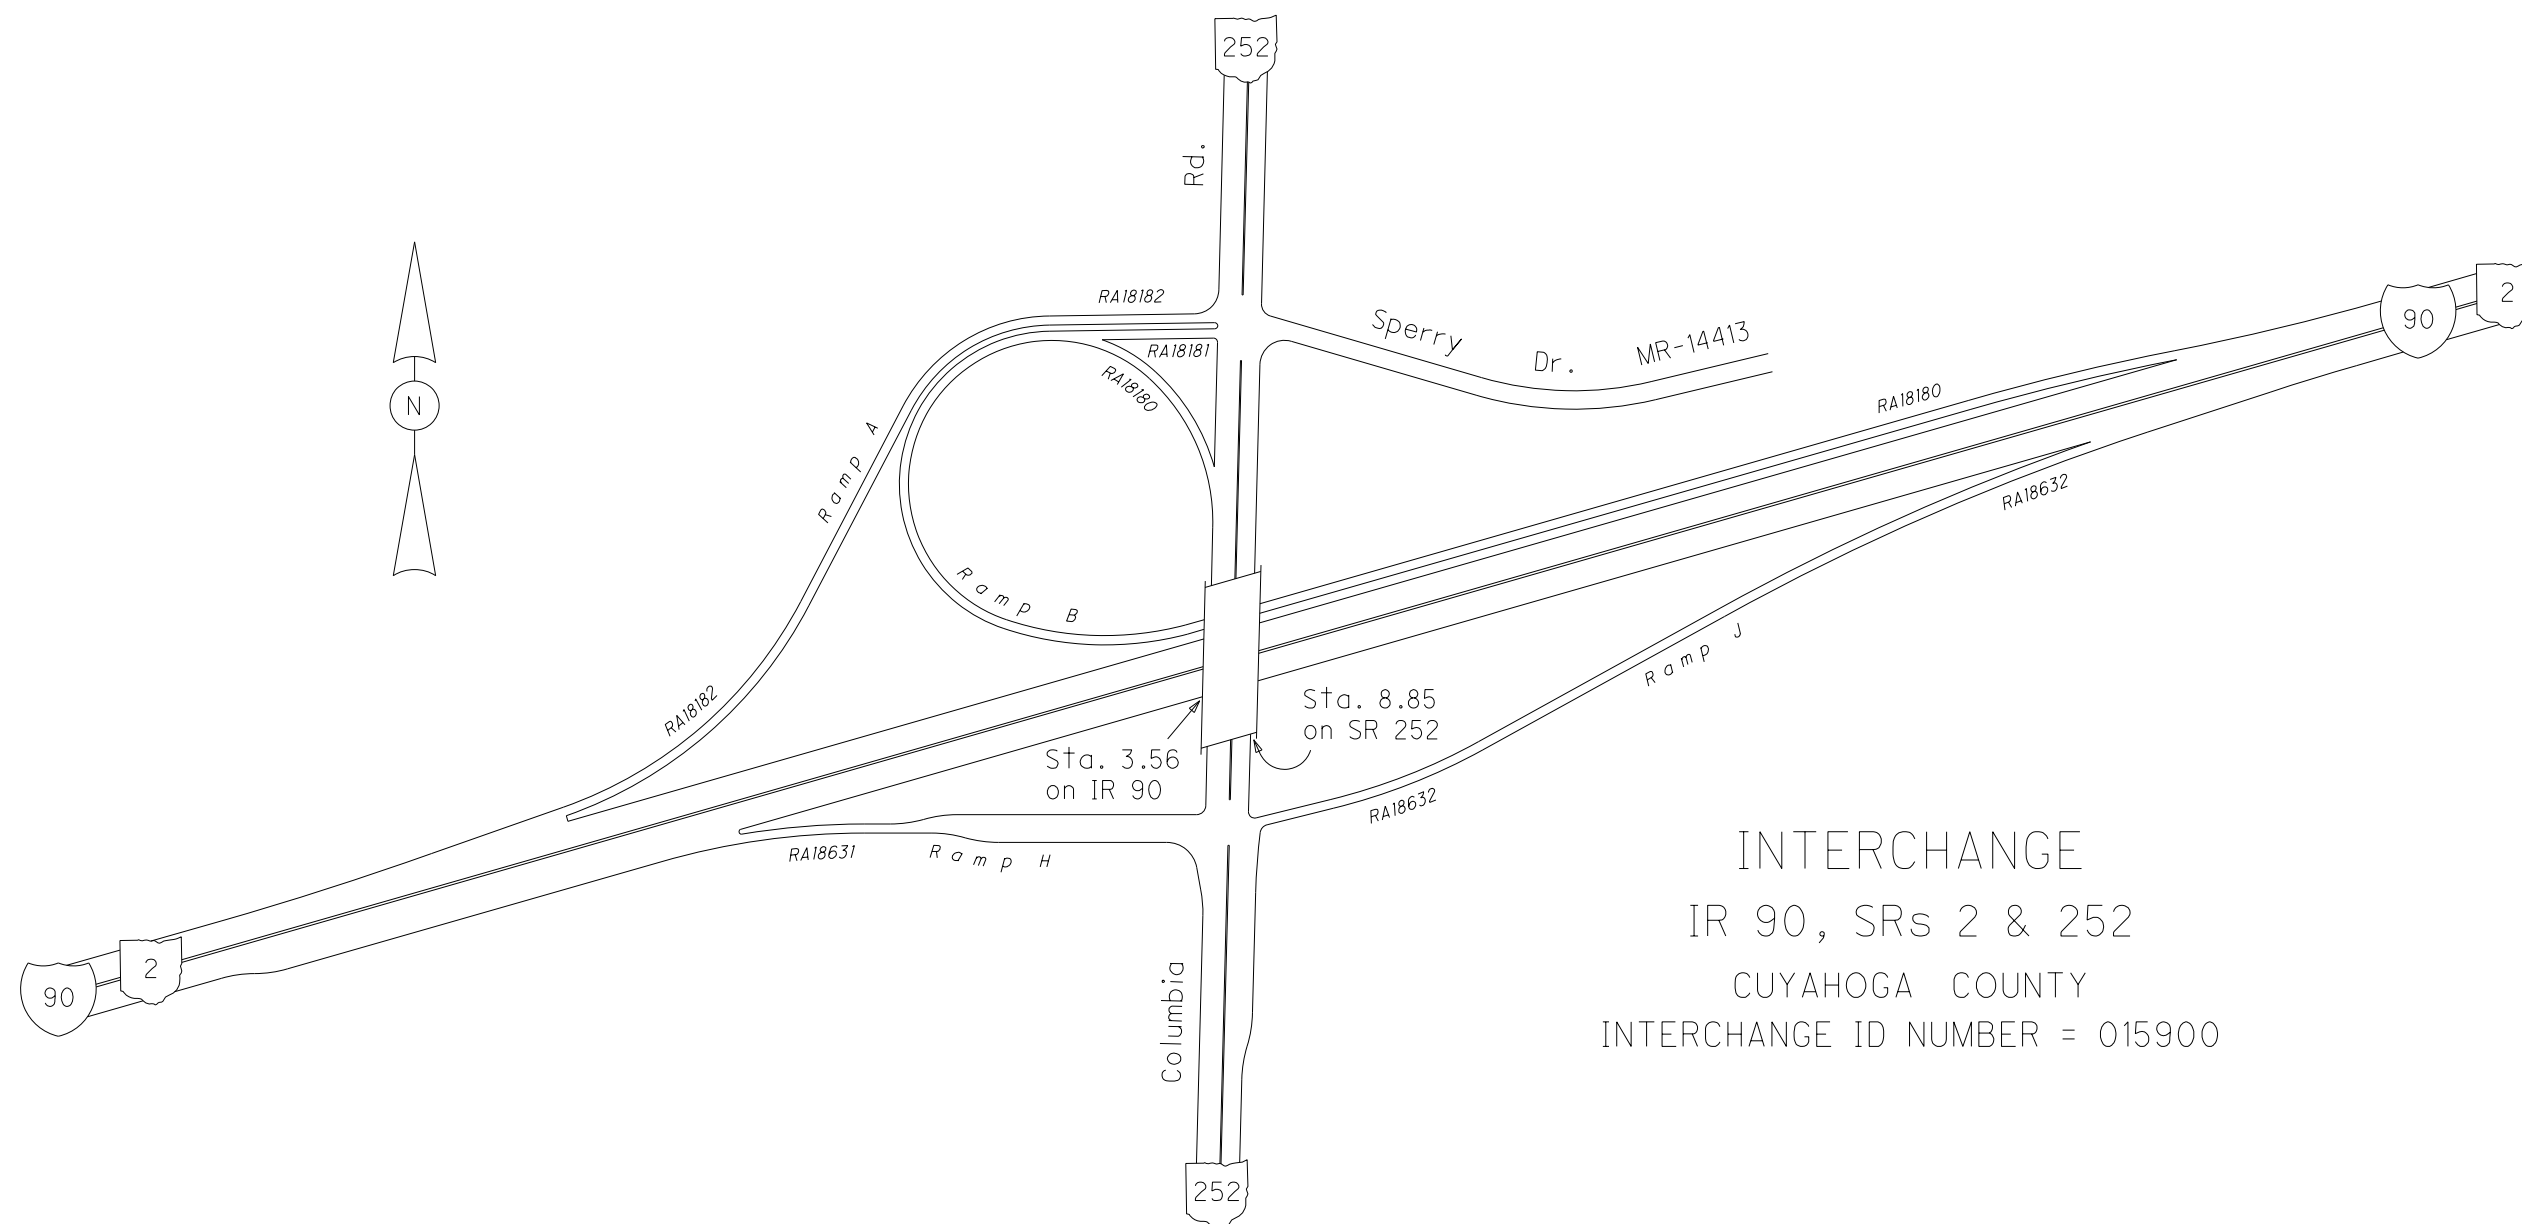 252
Rd.
RA18182
RA18181
RA18180
Sperry Dr. MR-14413
N
Ramp A
RA18180
90
2
RA18632
Ramp B
Ramp J
RA18182
Sta. 8.85
on SR 252
Sta. 3.56
on IR 90
RA18632
RA18631
Ramp H
INTERCHANGE
IR 90, SRs 2 & 252
CUYAHOGA COUNTY
INTERCHANGE ID NUMBER = 015900
2
90
Columbia
252